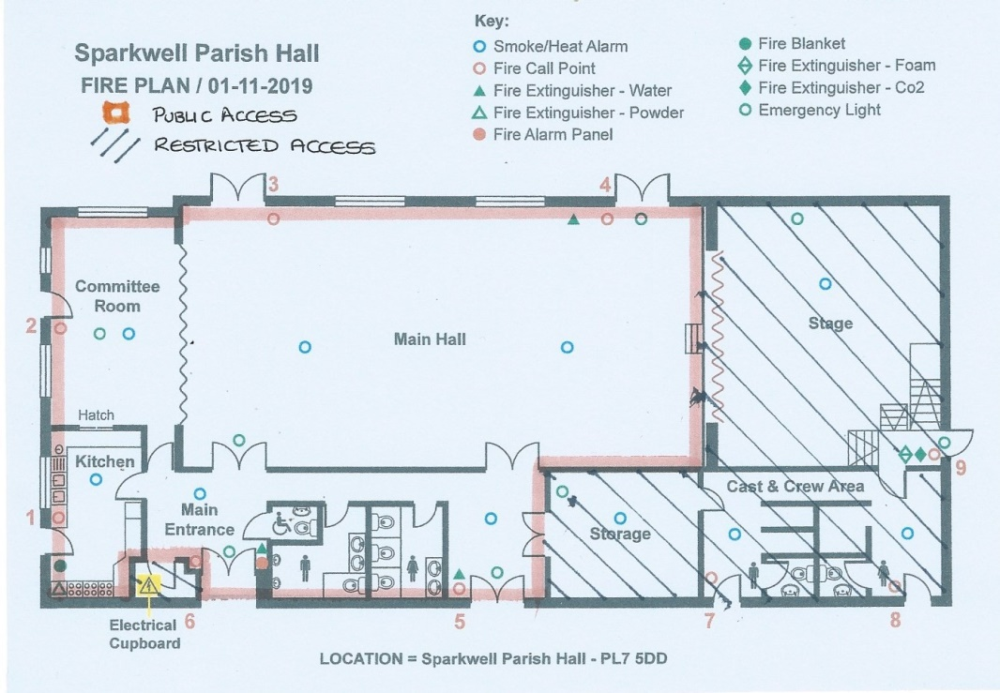 Sparkwell Parish Hall
FIRE PLAN / 01-11-2019
PUBLIC ACCESS
RESTRICTED ACCESS
Key:
Smoke/Heat Alarm
Fire Call Point
Fire Extinguisher - Water
Fire Extinguisher - Powder
Fire Alarm Panel
Fire Blanket
Fire Extinguisher - Foam
Fire Extinguisher - Co2
Emergency Light
3
4
Committee
Room
2
Main Hall
Stage
Hatch
Kitchen
9
Cast & Crew Area
1
Main
Entrance
Storage
Electrical
Cupboard
6
5
7
8
LOCATION = Sparkwell Parish Hall - PL7 5DD